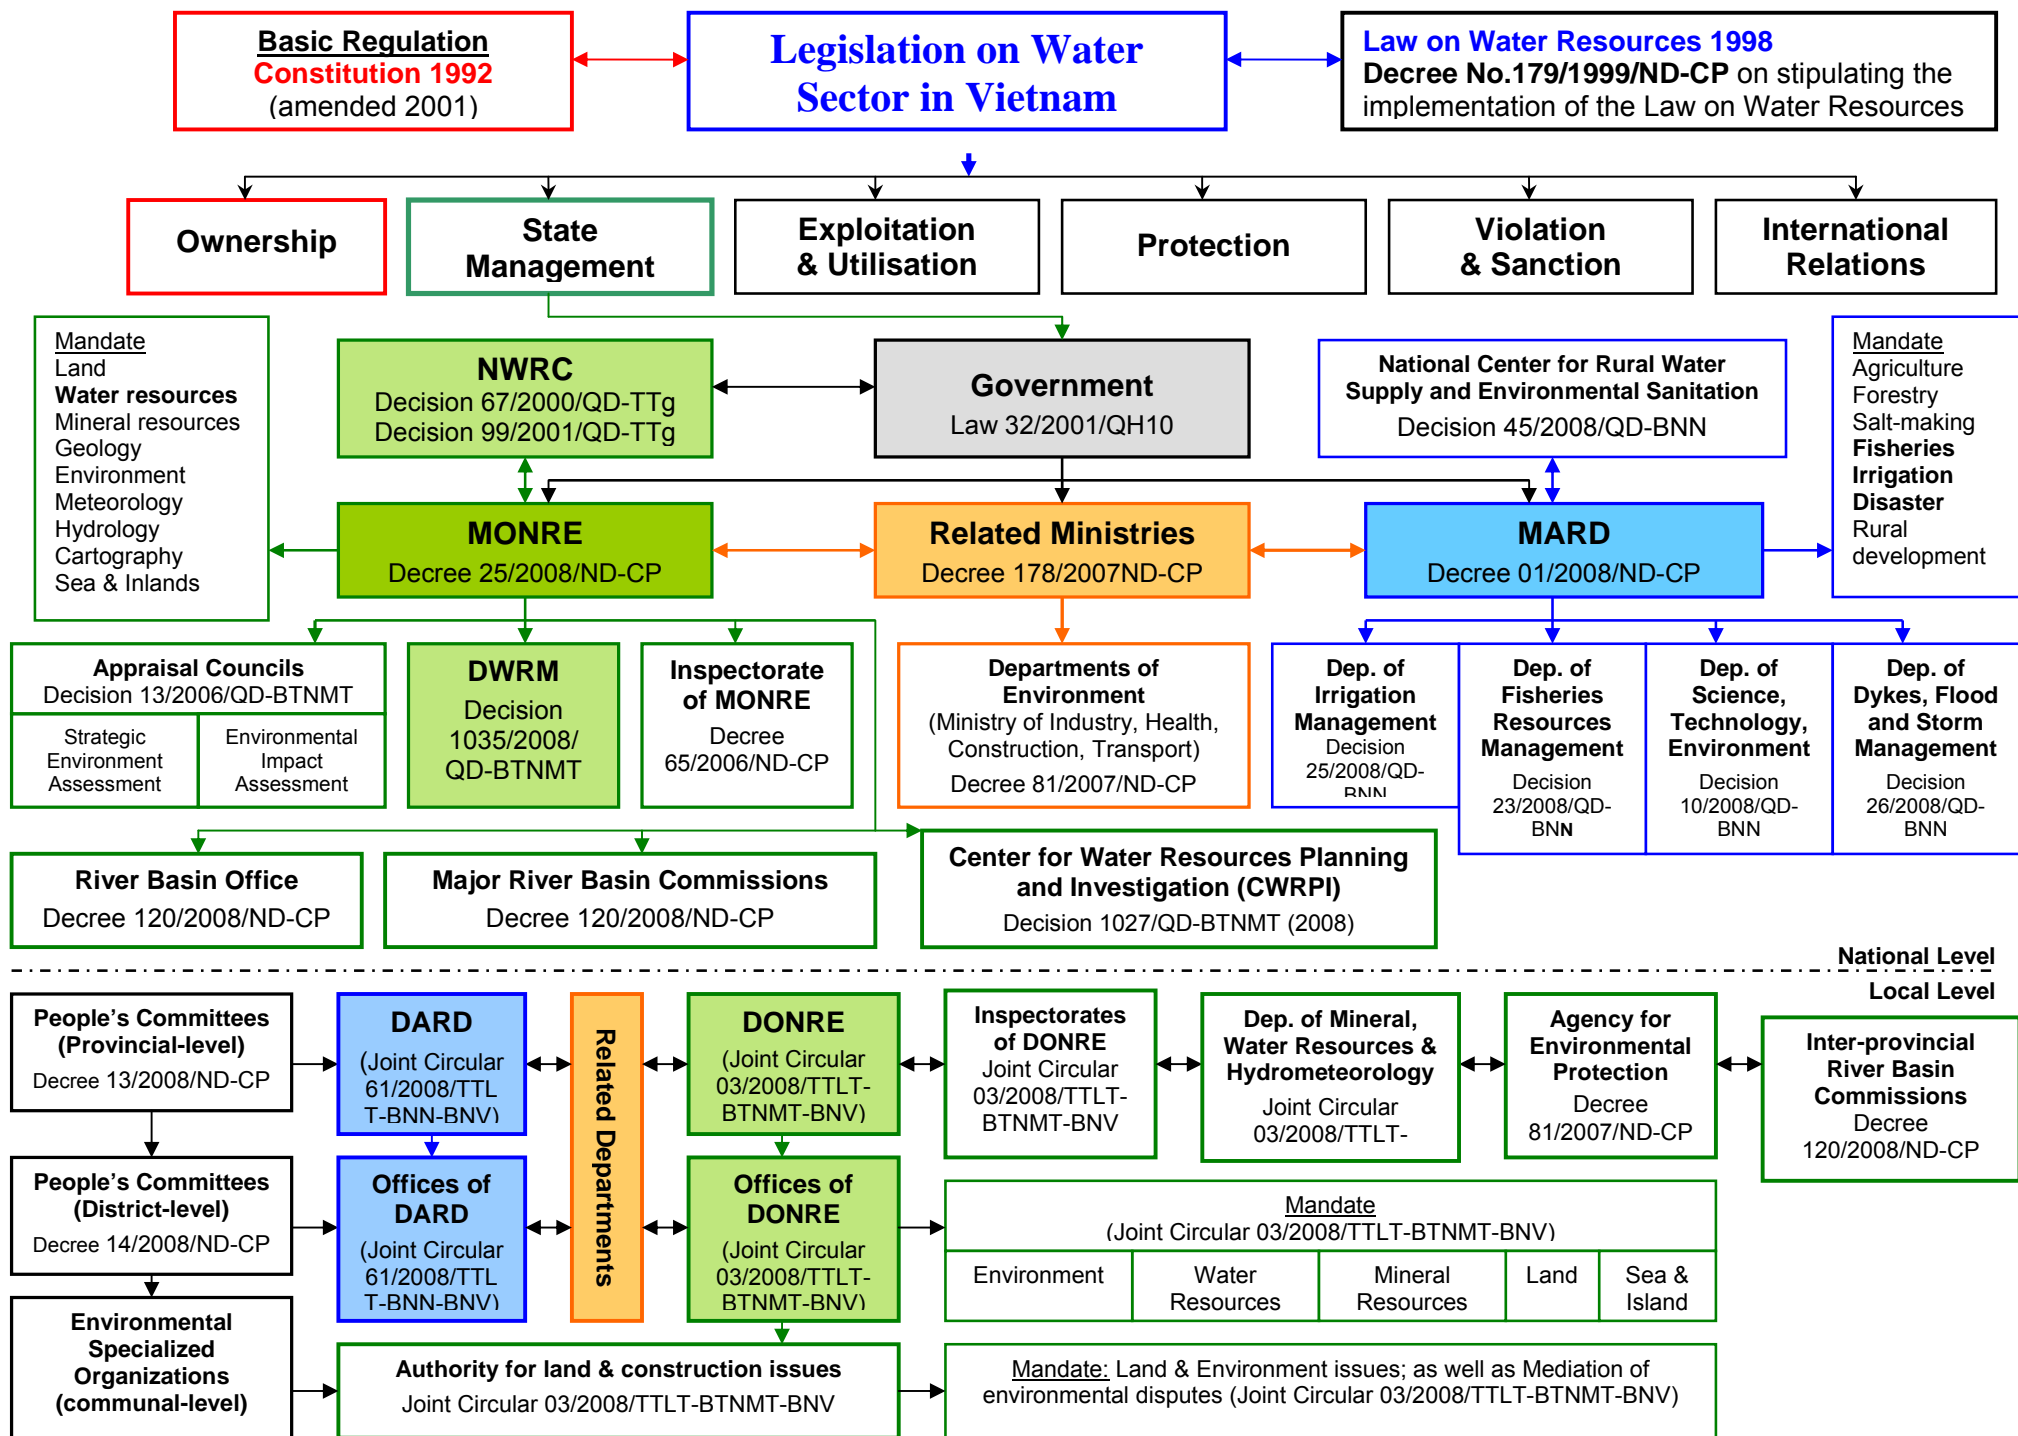 Basic Regulation
Constitution 1992
(amended 2001)
Legislation on Water
Sector in Vietnam
Law on Water Resources 1998
Decree No.179/1999/ND-CP on stipulating the
implementation of the Law on Water Resources
Ownership
State
Management
Exploitation
& Utilisation
Protection
Violation
& Sanction
International
Relations
Mandate
Land
Water resources
Mineral resources
Geology
Environment
Meteorology
Hydrology
Cartography
Sea & Inlands
NWRC
Decision 67/2000/QD-TTg
Decision 99/2001/QD-TTg
Government
Law 32/2001/QH10
National Center for Rural Water
Supply and Environmental Sanitation
Decision 45/2008/QD-BNN
Mandate
Agriculture
Forestry
Salt-making
Fisheries
Irrigation
Disaster
Rural
development
MONRE
Decree 25/2008/ND-CP
Related Ministries
Decree 178/2007ND-CP
MARD
Decree 01/2008/ND-CP
Appraisal Councils
Decision 13/2006/QD-BTNMT
Strategic
Environment
Assessment
Environmental
Impact
Assessment
DWRM
Decision
1035/2008/
QD-BTNMT
Inspectorate
of MONRE
Decree
65/2006/ND-CP
Departments of
Environment
(Ministry of Industry, Health,
Construction, Transport)
Decree 81/2007/ND-CP
Dep. of
Irrigation
Management
Decision
25/2008/QD-
BNN
Dep. of
Fisheries
Resources
Management
Decision
23/2008/QD-
BNN
Dep. of
Science,
Technology,
Environment
Decision
10/2008/QD-
BNN
Dep. of
Dykes, Flood
and Storm
Management
Decision
26/2008/QD-
BNN
River Basin Office
Decree 120/2008/ND-CP
Major River Basin Commissions
Decree 120/2008/ND-CP
Center for Water Resources Planning
and Investigation (CWRPI)
Decision 1027/QD-BTNMT (2008)
National Level
Local Level
People's Committees
(Provincial-level)
Decree 13/2008/ND-CP
DARD
(Joint Circular
61/2008/TTL
T-BNN-BNV)
Related Departments
DONRE
(Joint Circular
03/2008/TTLT-
BTNMT-BNV)
Inspectorates
of DONRE
Joint Circular
03/2008/TTLT-
BTNMT-BNV
Dep. of Mineral,
Water Resources &
Hydrometeorology
Joint Circular
03/2008/TTLT-
Agency for
Environmental
Protection
Decree
81/2007/ND-CP
Inter-provincial
River Basin
Commissions
Decree
120/2008/ND-CP
People's Committees
(District-level)
Decree 14/2008/ND-CP
Offices of
DARD
(Joint Circular
61/2008/TTL
T-BNN-BNV)
Offices of
DONRE
(Joint Circular
03/2008/TTLT-
BTNMT-BNV)
Mandate
(Joint Circular 03/2008/TTLT-BTNMT-BNV)
Environment
Water
Resources
Mineral
Resources
Land
Sea &
Island
Environmental
Specialized
Organizations
(communal-level)
Authority for land & construction issues
Joint Circular 03/2008/TTLT-BTNMT-BNV
Mandate: Land & Environment issues; as well as Mediation of
environmental disputes (Joint Circular 03/2008/TTLT-BTNMT-BNV)